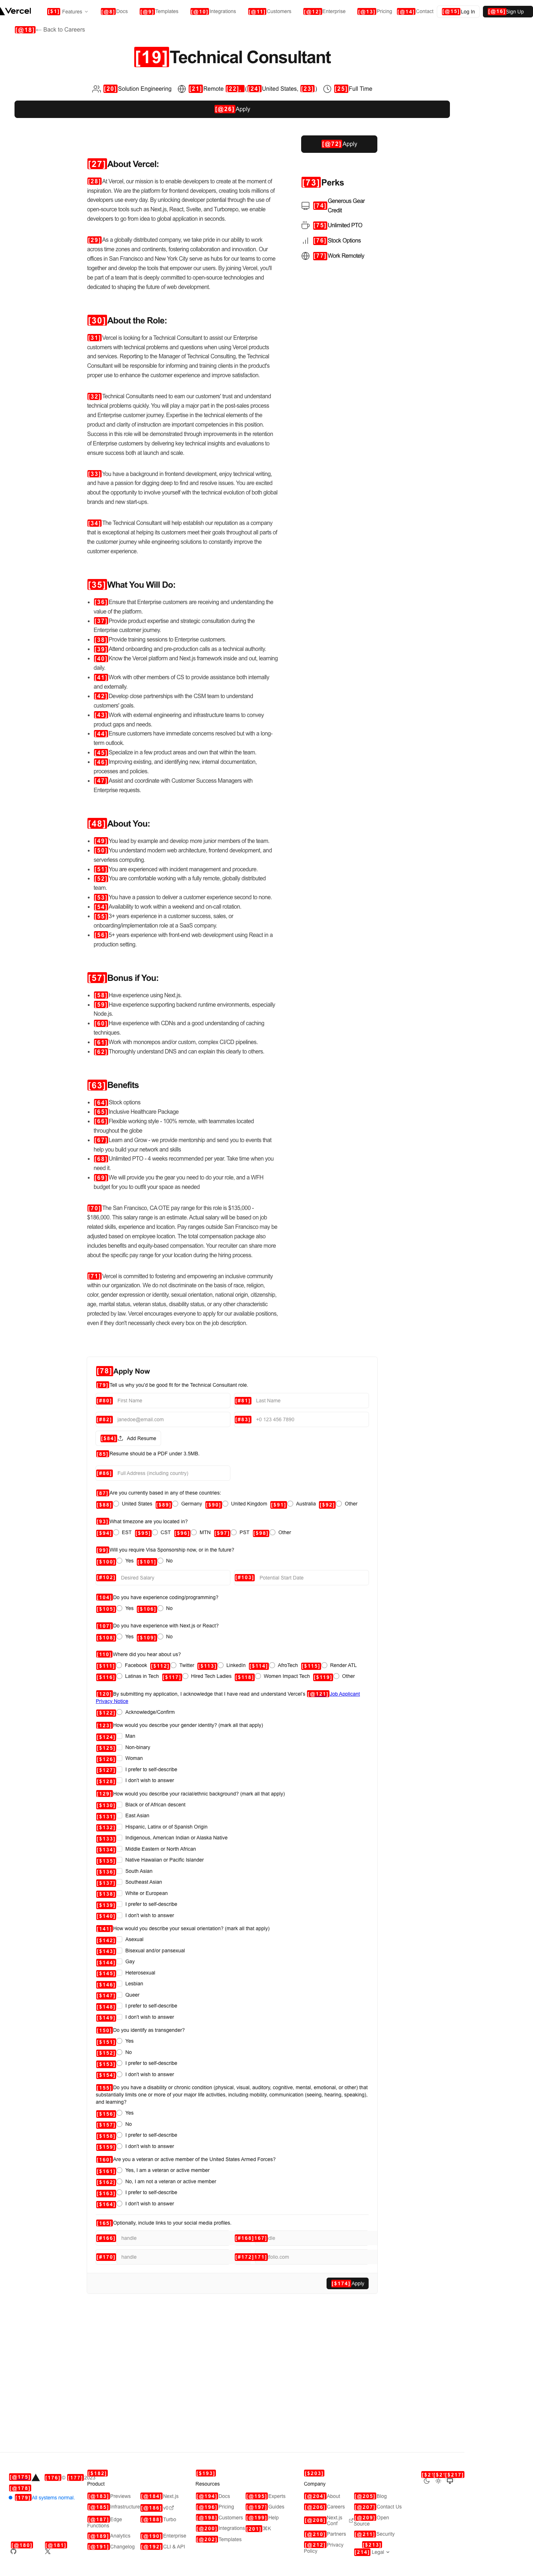 Vercel [$1] Features [@8]Docs [@9]Templates [@10]Integrations [@11]Customers [@12]Enterprise [@13]Pricing [@14]Contact [@15]Log In [@16]Sign Up
[@18]← Back to Careers
[19]Technical Consultant
[20]Solution Engineering [21]Remote [24]United States, [23]) [25]Full Time
[@26]Apply
[@72]Apply
[73]Perks
[74]Generous Gear Credit
[75]Unlimited PTO
[76]Stock Options
[77]Work Remotely
[27]About Vercel:
[28]At Vercel, our mission is to enable developers to create at the moment of
inspiration. We are the platform for frontend developers, creating tools millions of
developers use every day. By unlocking developer potential through the use of
open-source tools such as Next.js, React, Svelte, and Turborepo, we enable
developers to go from idea to global application in seconds.
[29]As a globally distributed company, we take pride in our ability to work
across time zones and continents, fostering collaboration and innovation. Our
offices in San Francisco and New York City serve as hubs for our teams to come
together and develop the tools that empower our users. By joining Vercel, you'll
be part of a team that is deeply committed to open-source technologies and
dedicated to shaping the future of web development.
[30]About the Role:
[31]Vercel is looking for a Technical Consultant to assist our Enterprise
customers with technical problems and questions when using Vercel products
and services. Reporting to the Manager of Technical Consulting, the Technical
Consultant will be responsible for informing and training clients in the product's
proper use to enhance the customer experience and improve satisfaction.
[32]Technical Consultants need to earn our customers' trust and understand
technical problems quickly. You will play a major part in the post-sales process
and Enterprise customer journey. Expertise in the technical elements of the
product and clarity of instruction are important competencies in this position.
Success in this role will be demonstrated through improvements in the retention
of Enterprise customers by delivering key technical insights and evaluations to
ensure success both at launch and scale.
[33]You have a background in frontend development, enjoy technical writing,
and have a passion for digging deep to find and resolve issues. You are excited
about the opportunity to involve yourself with the technical evolution of both global
brands and new start-ups.
[34]The Technical Consultant will help establish our reputation as a company
that is exceptional at helping its customers meet their goals throughout all parts of
the customer journey while engineering solutions to constantly improve the
customer experience.
[35]What You Will Do:
[36]Ensure that Enterprise customers are receiving and understanding the
value of the platform.
[37]Provide product expertise and strategic consultation during the
Enterprise customer journey.
[38]Provide training sessions to Enterprise customers.
[39]Attend onboarding and pre-production calls as a technical authority.
[40]Know the Vercel platform and Next.js framework inside and out, learning
daily.
[41]Work with other members of CS to provide assistance both internally
and externally.
[42]Develop close partnerships with the CSM team to understand
customers' goals.
[43]Work with external engineering and infrastructure teams to convey
product gaps and needs.
[44]Ensure customers have immediate concerns resolved but with a long-
term outlook.
[45]Specialize in a few product areas and own that within the team.
[46]Improving existing, and identifying new, internal documentation,
processes and policies.
[47]Assist and coordinate with Customer Success Managers with
Enterprise requests.
[48]About You:
[49]You lead by example and develop more junior members of the team.
[50]You understand modern web architecture, frontend development, and
serverless computing.
[51]You are experienced with incident management and procedure.
[52]You are comfortable working with a fully remote, globally distributed
team.
[53]You have a passion to deliver a customer experience second to none.
[54]Availability to work within a weekend and on-call rotation.
[55]3+ years experience in a customer success, sales, or
onboarding/implementation role at a SaaS company.
[56]5+ years experience with front-end web development using React in a
production setting.
[57]Bonus if You:
[58]Have experience using Next.js.
[59]Have experience supporting backend runtime environments, especially
Node.js.
[60]Have experience with CDNs and a good understanding of caching
techniques.
[61]Work with monorepos and/or custom, complex CI/CD pipelines.
[62]Thoroughly understand DNS and can explain this clearly to others.
[63]Benefits
[64]Stock options
[65]Inclusive Healthcare Package
[66]Flexible working style - 100% remote, with teammates located
throughout the globe
[67]Learn and Grow - we provide mentorship and send you to events that
help you build your network and skills
[68]Unlimited PTO - 4 weeks recommended per year. Take time when you
need it.
[69]We will provide you the gear you need to do your role, and a WFH
budget for you to outfit your space as needed
[70]The San Francisco, CA OTE pay range for this role is $135,000 -
$186,000. This salary range is an estimate. Actual salary will be based on job
related skills, experience and location. Pay ranges outside San Francisco may be
adjusted based on employee location. The total compensation package also
includes benefits and equity-based compensation. Your recruiter can share more
about the specific pay range for your location during the hiring process.
[71]Vercel is committed to fostering and empowering an inclusive community
within our organization. We do not discriminate on the basis of race, religion,
color, gender expression or identity, sexual orientation, national origin, citizenship,
age, marital status, veteran status, disability status, or any other characteristic
protected by law. Vercel encourages everyone to apply for our available positions,
even if they don't necessarily check every box on the job description.
[78]Apply Now
[79]Tell us why you'd be good fit for the Technical Consultant role.
[#80] First Name [#81] Last Name
[#82] janedoe@email.com [#83] +0 123 456 7890
[$84] Add Resume
[85]Resume should be a PDF under 3.5MB.
[#86] Full Address (including country)
[87]Are you currently based in any of these countries:
[$88] United States [$89] Germany [$90] United Kingdom [$91] Australia [$92] Other
[93]What timezone are you located in?
[$94] EST [$95] CST [$96] MTN [$97] PST [$98] Other
[99]Will you require Visa Sponsorship now, or in the future?
[$100] Yes [$101] No
[#102] Desired Salary [#103] Potential Start Date
[104]Do you have experience coding/programming?
[$105] Yes [$106] No
[107]Do you have experience with Next.js or React?
[$108] Yes [$109] No
[110]Where did you hear about us?
[$111] Facebook [$112] Twitter [$113] LinkedIn [$114] AfroTech [$115] Render ATL
[$116] Latinas in Tech [$117] Hired Tech Ladies [$118] Women Impact Tech [$119] Other
[120]By submitting my application, I acknowledge that I have read and understand Vercel's [@121]Job Applicant
Privacy Notice
[$122] Acknowledge/Confirm
[123]How would you describe your gender identity? (mark all that apply)
[$124] Man
[$125] Non-binary
[$126] Woman
[$127] I prefer to self-describe
[$128] I don't wish to answer
[129]How would you describe your racial/ethnic background? (mark all that apply)
[$130] Black or of African descent
[$131] East Asian
[$132] Hispanic, Latinx or of Spanish Origin
[$133] Indigenous, American Indian or Alaska Native
[$134] Middle Eastern or North African
[$135] Native Hawaiian or Pacific Islander
[$136] South Asian
[$137] Southeast Asian
[$138] White or European
[$139] I prefer to self-describe
[$140] I don't wish to answer
[141]How would you describe your sexual orientation? (mark all that apply)
[$142] Asexual
[$143] Bisexual and/or pansexual
[$144] Gay
[$145] Heterosexual
[$146] Lesbian
[$147] Queer
[$148] I prefer to self-describe
[$149] I don't wish to answer
[150]Do you identify as transgender?
[$151] Yes
[$152] No
[$153] I prefer to self-describe
[$154] I don't wish to answer
[155]Do you have a disability or chronic condition (physical, visual, auditory, cognitive, mental, emotional, or other) that
substantially limits one or more of your major life activities, including mobility, communication (seeing, hearing, speaking),
and learning?
[$156] Yes
[$157] No
[$158] I prefer to self-describe
[$159] I don't wish to answer
[160]Are you a veteran or active member of the United States Armed Forces?
[$161] Yes, I am a veteran or active member
[$162] No, I am not a veteran or active member
[$163] I prefer to self-describe
[$164] I don't wish to answer
[165]Optionally, include links to your social media profiles.
[#166] handle [#168][167]
[#170] handle [#172][171]folio.com
[$174]Apply
[@175] [176]© [177]
[@178]
[179]All systems normal.
[@180] [@181]
[$182]
Product
[@183]Previews [@184]Next.js
[@185]Infrastructure [@186]v0
[@187]Edge Functions [@188]Turbo
[@189]Analytics [@190]Enterprise
[@191]Changelog [@192]CLI & API
[$193]
Resources
[@194]Docs [@195]Experts
[@196]Pricing [@197]Guides
[@198]Customers [@199]Help
[@200]Integrations [201]⌘K
[@202]Templates
[$203]
Company
[@204]About [@205]Blog
[@206]Careers [@207]Contact Us
[@208]Next.js Conf [@209]Open Source
[@210]Partners [@211]Security
[@212]Privacy Policy [$213]
[214]Legal
[$217]